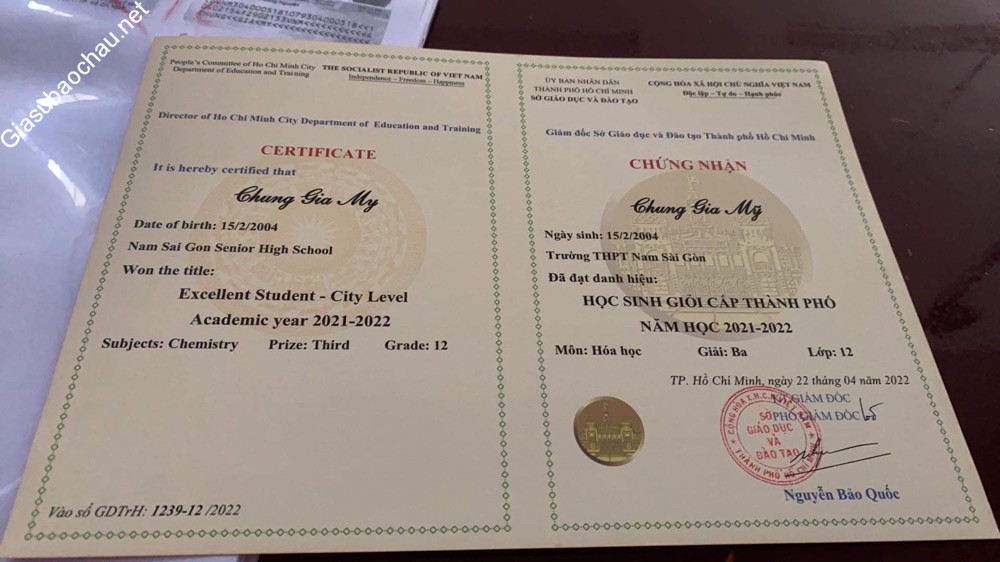 Giasubaochau.net
People's Committee of Ho Chi Minh City
Department of Education and Training
THE SOCIALIST REPUBLIC OF VIET NAM
Independence – Freedom – Happyness
Director of Ho Chi Minh City Department of Education and Training
CERTIFICATE
It is hereby certified that
Chung Gia My
Date of birth: 15/2/2004
Nam Sai Gon Senior High School
Won the title:
Excellent Student - City Level
Academic year 2021-2022
Subjects: Chemistry Prize: Third Grade: 12
Vào số GDTrH: 1239-12 /2022
ỦY BAN NHÂN DÂN
THÀNH PHỐ HỒ CHÍ MINH
SỞ GIÁO DỤC VÀ ĐÀO TẠO
CỘNG HÒA XÃ HỘI CHỦ NGHĨA VIỆT NAM
Độc lập – Tự do – Hạnh phúc
Giám đốc Sở Giáo dục và Đào tạo Thành phố Hồ Chí Minh
CHỨNG NHẬN
Chung Gia Mỹ
Ngày sinh: 15/2/2004
Trường THPT Nam Sài Gòn
Đã đạt danh hiệu:
HỌC SINH GIỎI CẤP THÀNH PHỐ
NĂM HỌC 2021-2022
Môn: Hóa học Giải: Ba Lớp: 12
TP. Hồ Chí Minh, ngày 22 tháng 04 năm 2022
KT.GIÁM ĐỐC
PHÓ GIÁM ĐỐC
SỞ
GIÁO DỤC
VÀ
ĐÀO TẠO
THÀNH PHỐ HỒ CHÍ MINH
Nguyễn Bảo Quốc